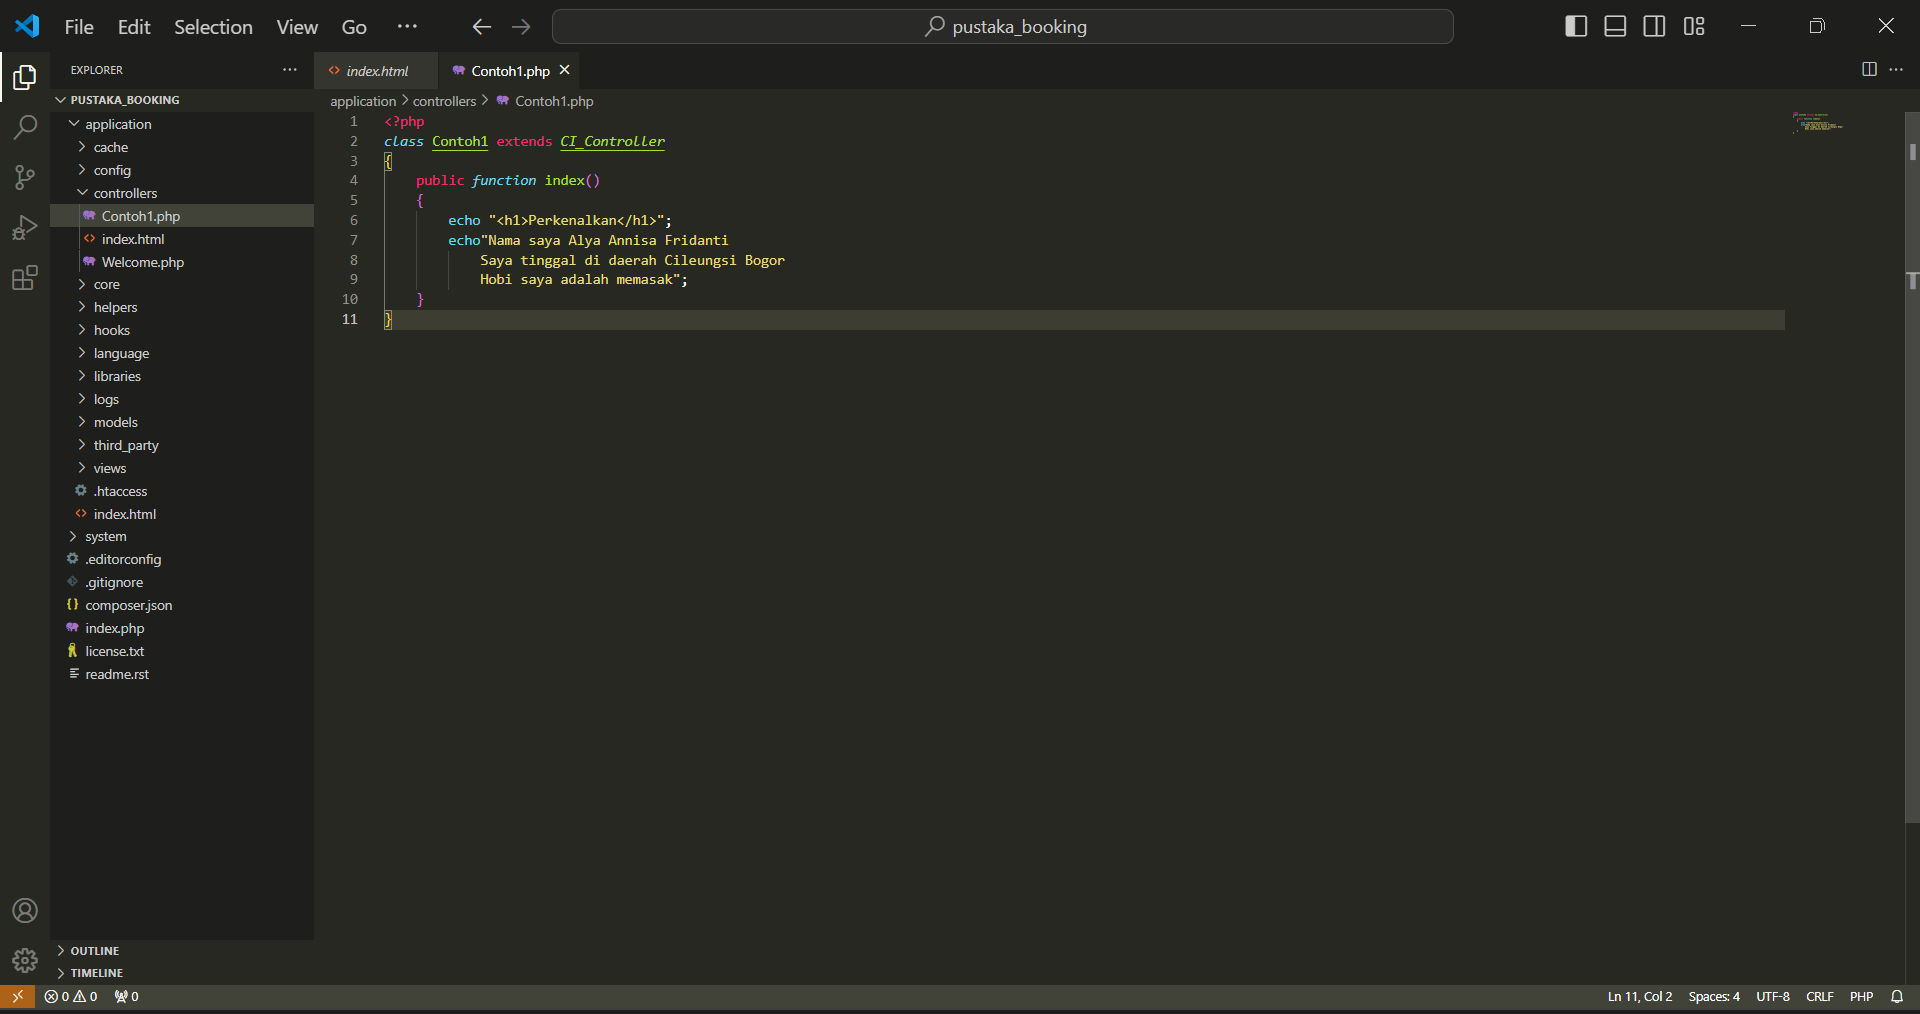 File Edit Selection View Go ··· pustaka_booking
EXPLORER ···
PUSTAKA_BOOKING
application
cache
config
controllers
Contoh1.php
index.html
Welcome.php
core
helpers
hooks
language
libraries
logs
models
third_party
views
.htaccess
index.html
system
.editorconfig
.gitignore
composer.json
index.php
license.txt
readme.rst
OUTLINE
TIMELINE
index.html Contoh1.php
application > controllers > Contoh1.php
1 <?php
2 class Contoh1 extends CI_Controller
3 {
4 public function index()
5 {
6 echo "<h1>Perkenalkan</h1>";
7 echo"Nama saya Alya Annisa Fridanti
8 Saya tinggal di daerah Cileungsi Bogor
9 Hobi saya adalah memasak";
10 }
11 }
0 0 0 Ln 11, Col 2 Spaces: 4 UTF-8 CRLF PHP